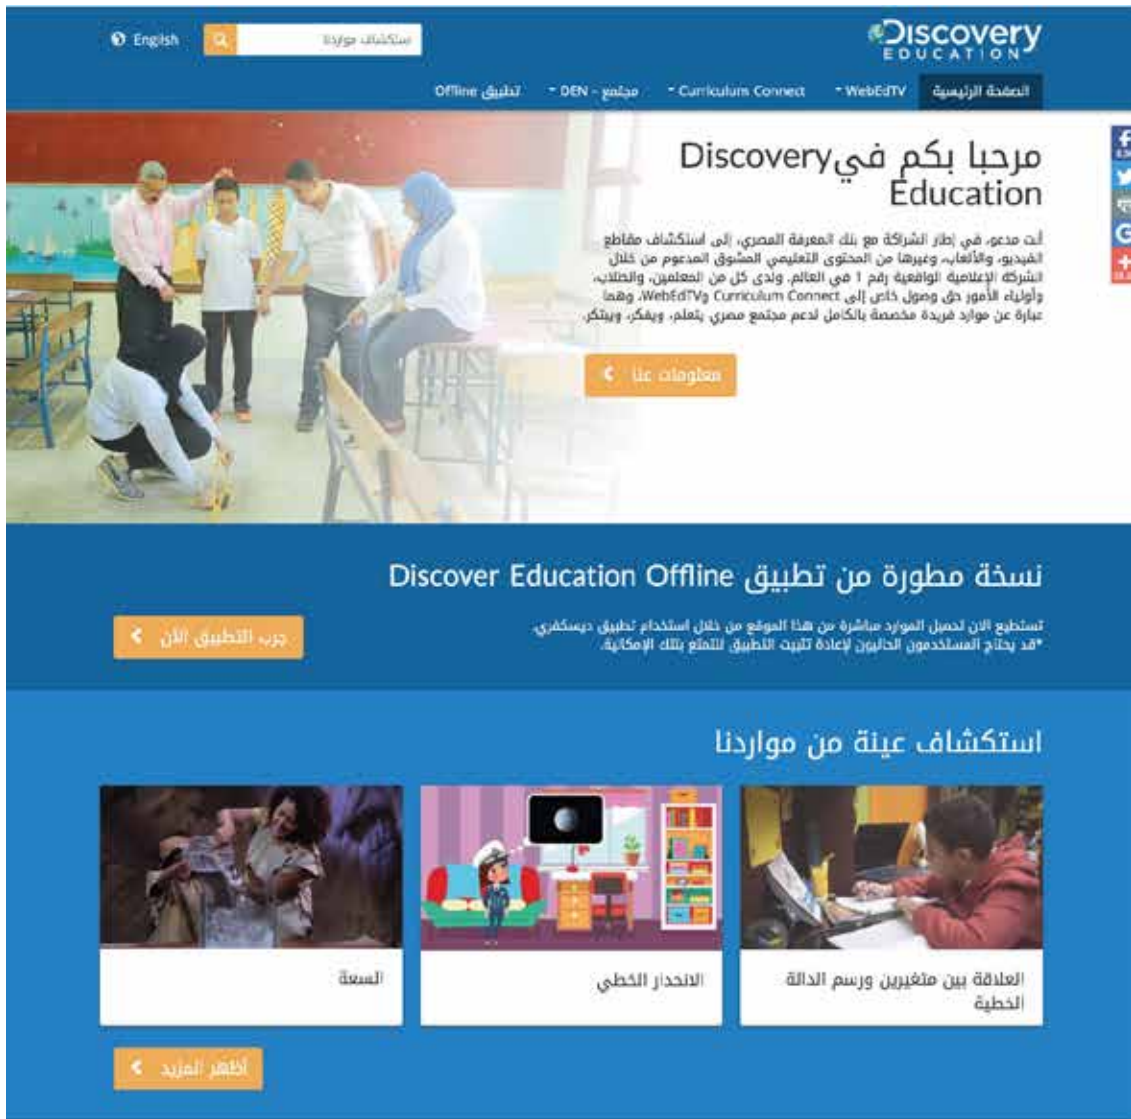 Discovery
EDUCATION
استكشاف مواردنا
English
الصفحة الرئيسية
WebEdTV
Curriculum Connect
مجتمع - DEN
تطبيق Offline
مرحبا بكم في Discovery
Education
أنت مدعو، في إطار الشراكة مع بنك المعرفة المصري، إلى استكشاف مقاطع
الفيديو، والألعاب، وغيرها من المحتوى التعليمي المشوق المدعوم من خلال
الشركة الإعلامية الواقعية رقم 1 في العالم. ولدى كل من المعلمين، والطلاب،
وأولياء الأمور حق وصول خاص إلى Curriculum Connect وWebEdTV، وهما
عبارة عن موارد فريدة مخصصة بالكامل لدعم مجتمع مصري يتعلم، ويفكر، ويبتكر.
معلومات عنا
نسخة مطورة من تطبيق Discover Education Offline
تستطيع الان تحميل الموارد مباشرة من هذا الموقع من خلال استخدام تطبيق ديسكفري.
*قد يحتاج المستخدمون الحاليون لإعادة تثبيت التطبيق للتمتع بتلك الإمكانية.
جرب التطبيق الآن
استكشاف عينة من مواردنا
العلاقة بين متغيرين ورسم الدالة
الخطية
الانحدار الخطي
السعة
أظهر المزيد